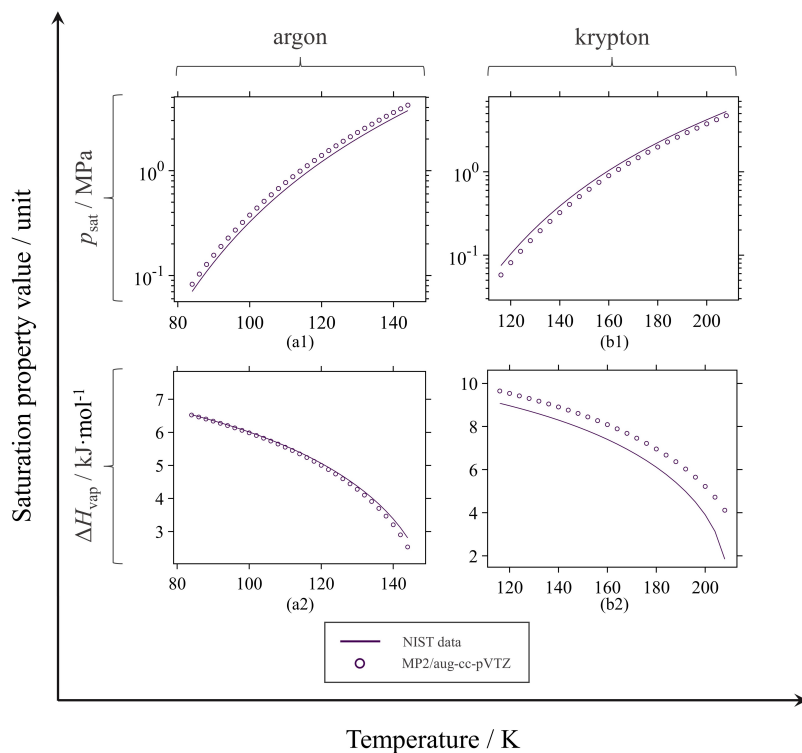 argon
krypton
Saturation property value / unit
p_sat / MPa
10^0
10^-1
80
100
120
140
(a1)
10^0
10^-1
120
140
160
180
200
(b1)
ΔH_vap / kJ·mol^-1
7
6
5
4
3
80
100
120
140
(a2)
10
8
6
4
2
120
140
160
180
200
(b2)
NIST data
MP2/aug-cc-pVTZ
Temperature / K